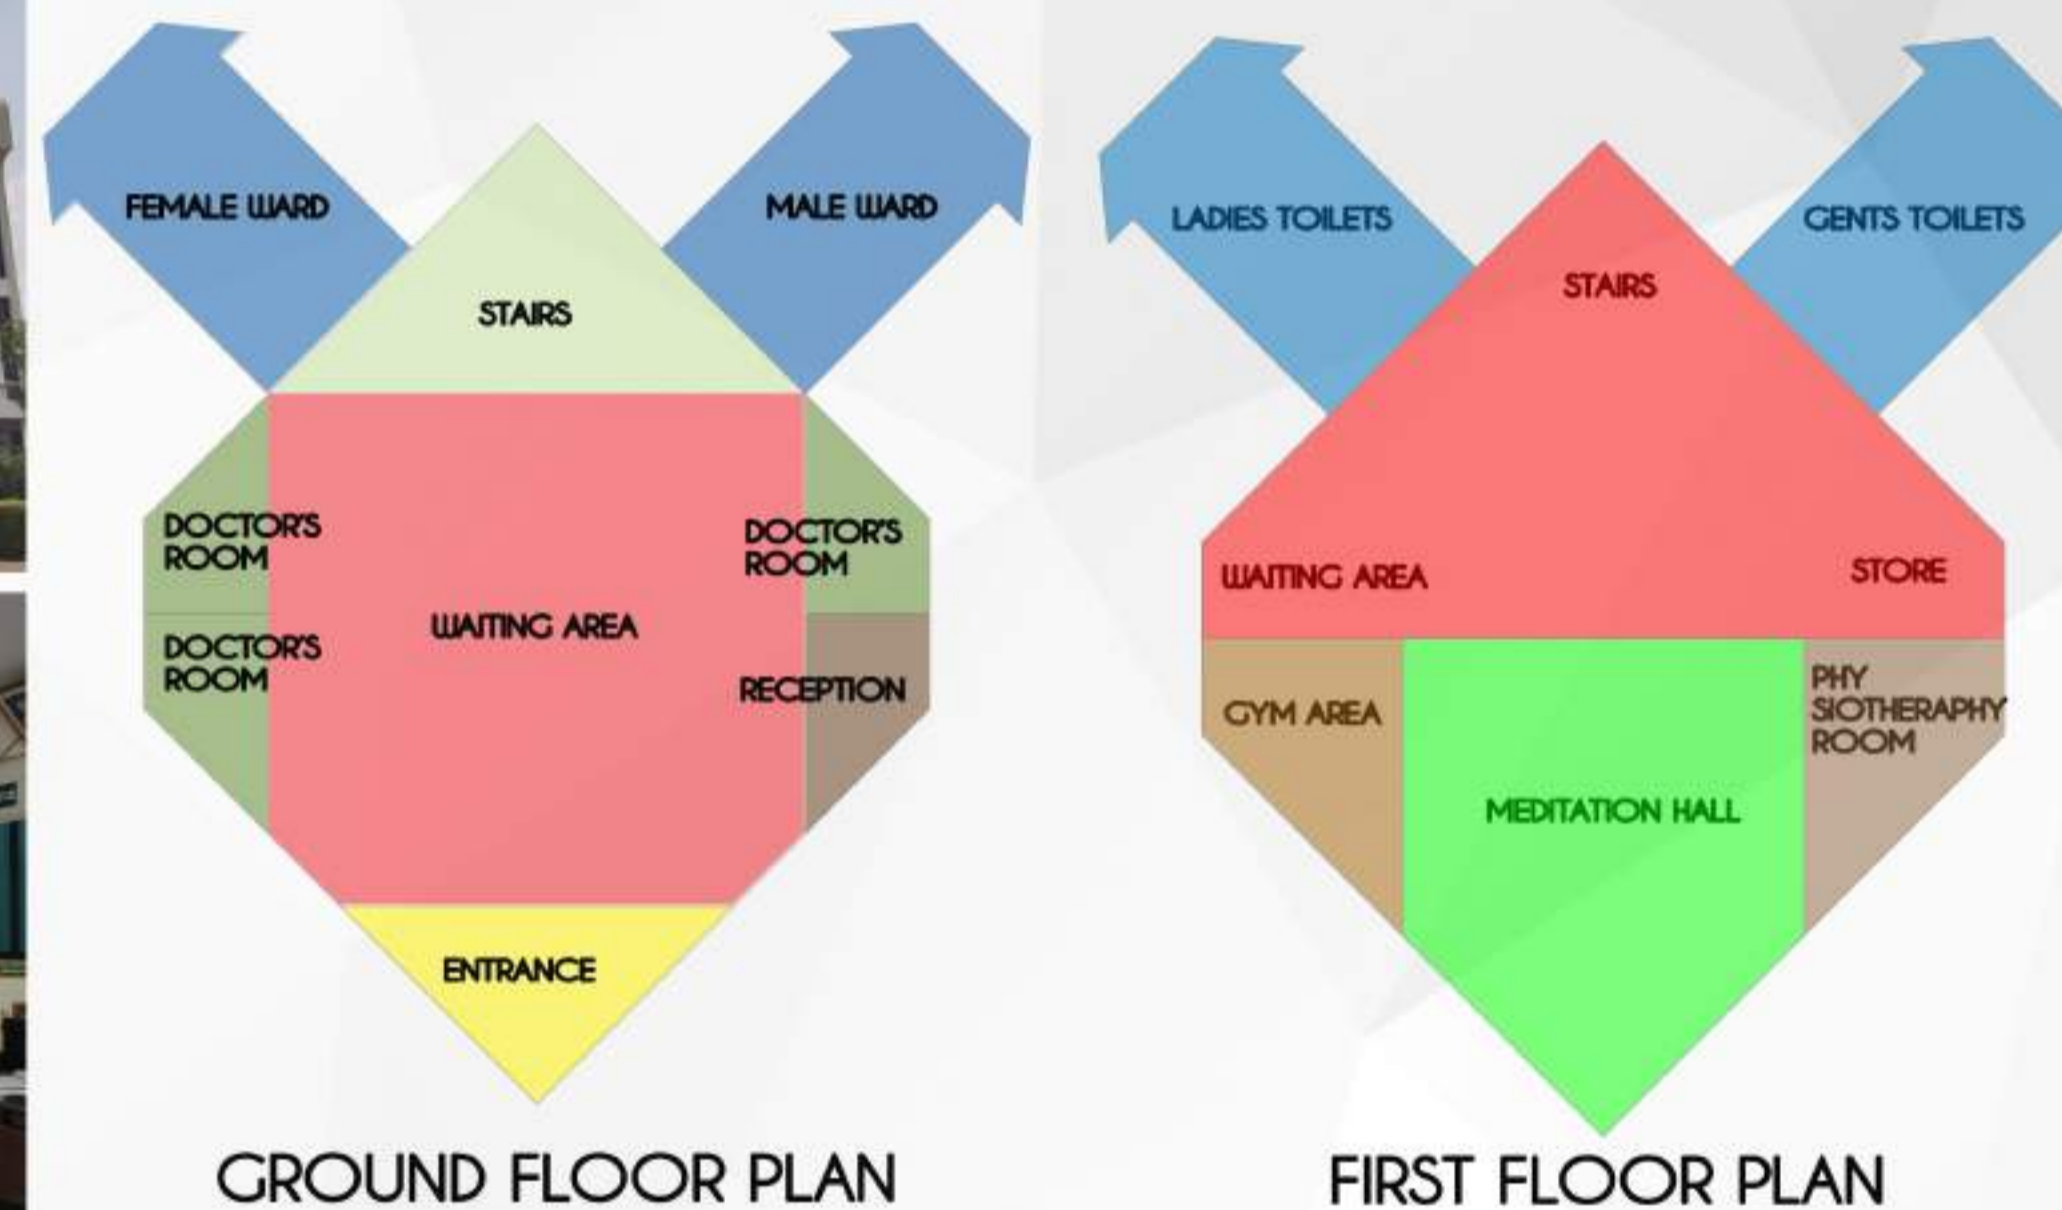 FEMALE WARD
MALE WARD
STAIRS
DOCTOR'S
ROOM
DOCTOR'S
ROOM
WAITING AREA
DOCTOR'S
ROOM
RECEPTION
ENTRANCE
GROUND FLOOR PLAN
LADIES TOILETS
GENTS TOILETS
STAIRS
WAITING AREA
STORE
GYM AREA
MEDITATION HALL
PHY
SIOTHERAPHY
ROOM
FIRST FLOOR PLAN